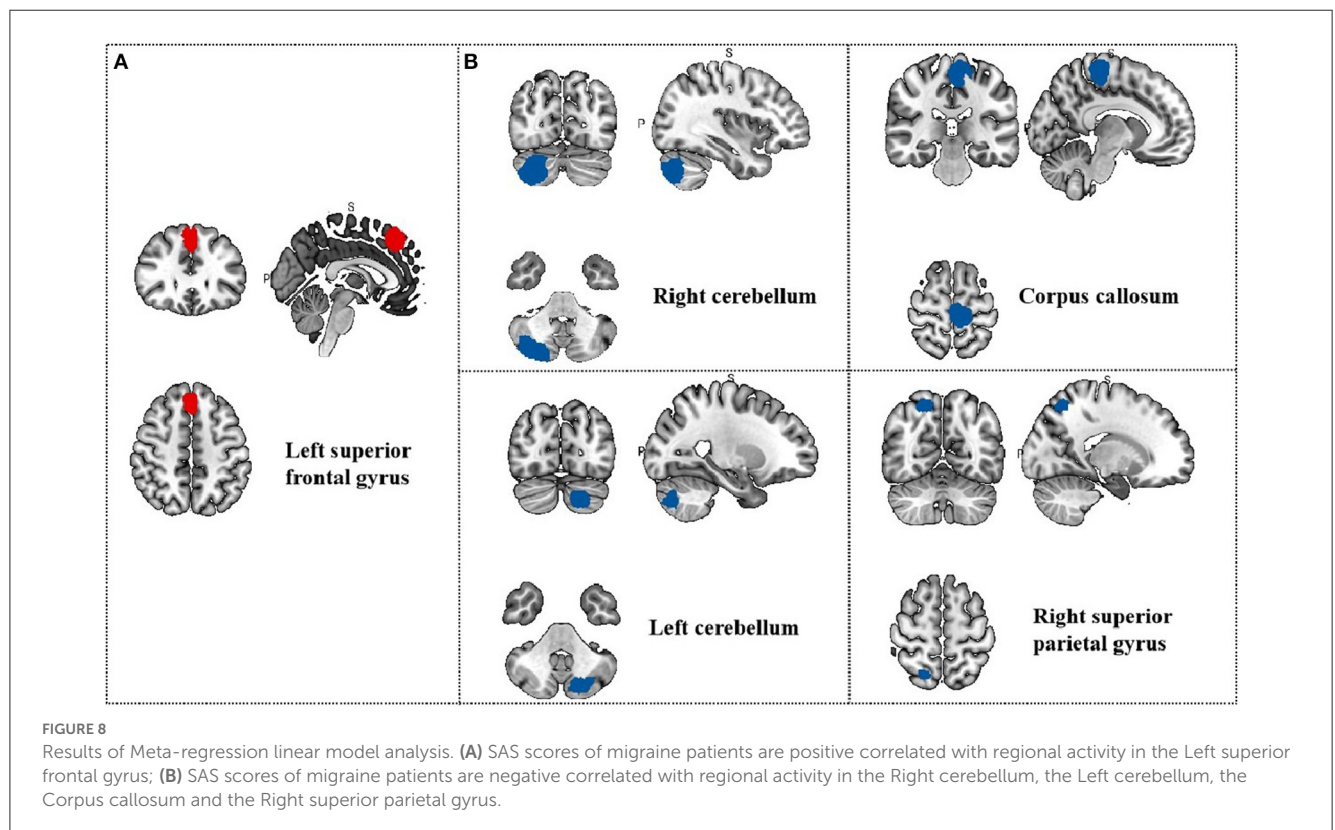 A
B
S
S
P
P
S
Right cerebellum
Corpus callosum
Left superior
frontal gyrus
S
S
P
P
Left cerebellum
Right superior
parietal gyrus
FIGURE 8
Results of Meta-regression linear model analysis. (A) SAS scores of migraine patients are positive correlated with regional activity in the Left superior
frontal gyrus; (B) SAS scores of migraine patients are negative correlated with regional activity in the Right cerebellum, the Left cerebellum, the
Corpus callosum and the Right superior parietal gyrus.